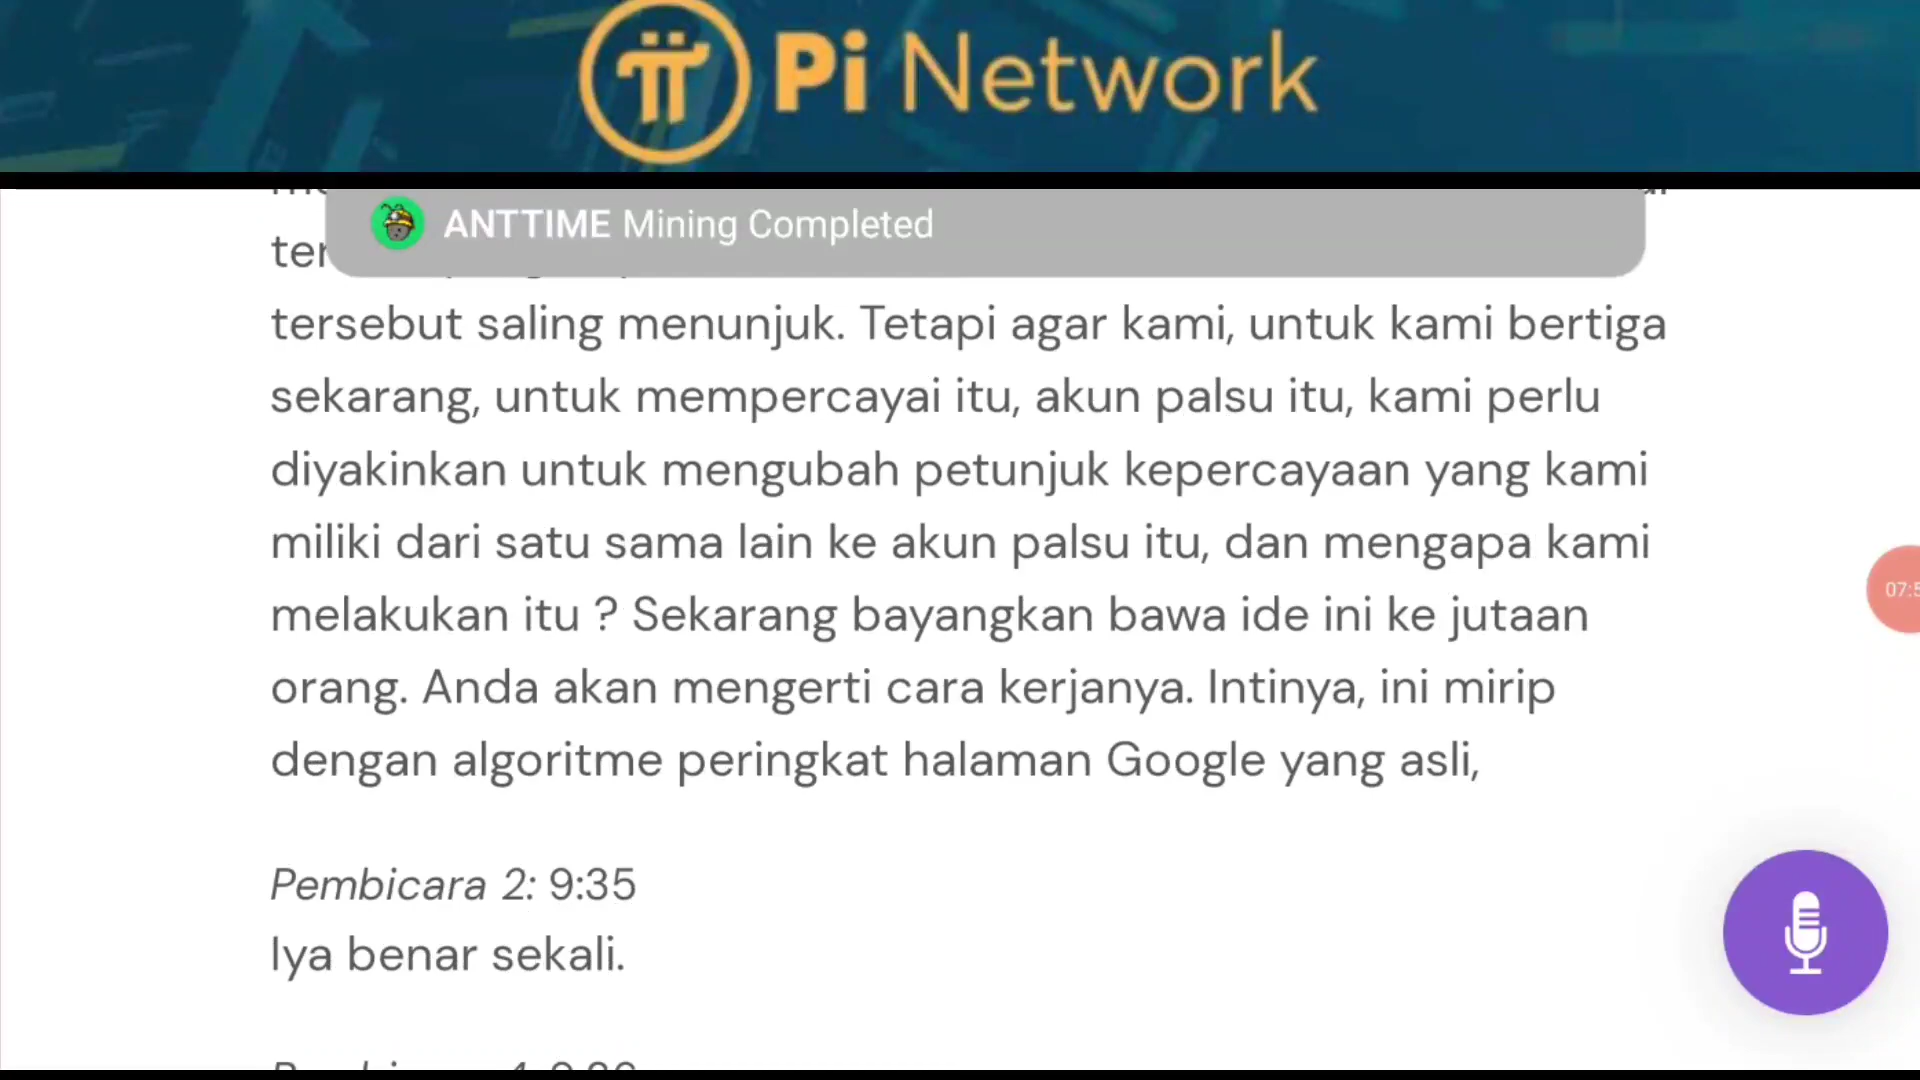 Pi Network
ANTTIME Mining Completed
tersebut saling menunjuk. Tetapi agar kami, untuk kami bertiga
sekarang, untuk mempercayai itu, akun palsu itu, kami perlu
diyakinkan untuk mengubah petunjuk kepercayaan yang kami
miliki dari satu sama lain ke akun palsu itu, dan mengapa kami
melakukan itu ? Sekarang bayangkan bawa ide ini ke jutaan
orang. Anda akan mengerti cara kerjanya. Intinya, ini mirip
dengan algoritme peringkat halaman Google yang asli,
Pembicara 2: 9:35
Iya benar sekali.